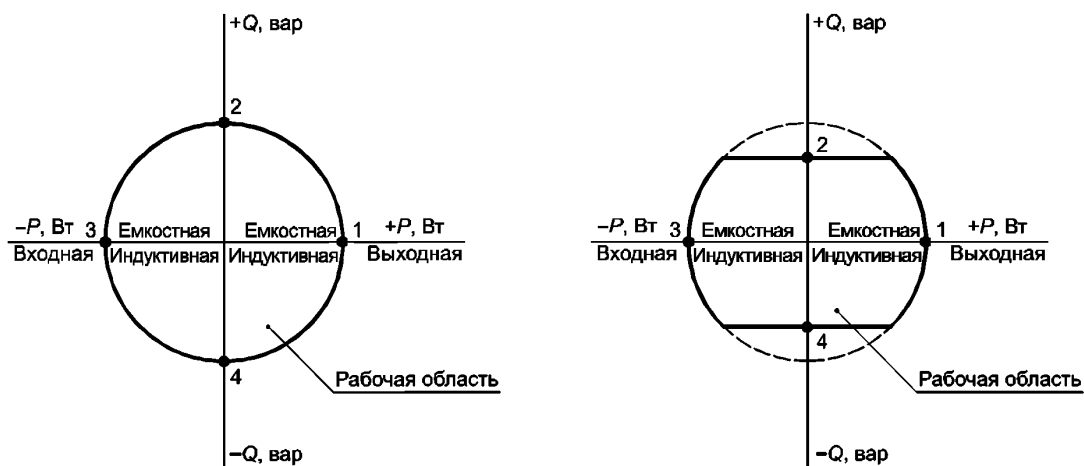 +Q, вар
2
–P, Вт 3 Емкостная Емкостная 1 +P, Вт
Входная Индуктивная Индуктивная Выходная
4
Рабочая область
–Q, вар
+Q, вар
2
–P, Вт 3 Емкостная Емкостная 1 +P, Вт
Входная Индуктивная Индуктивная Выходная
4
Рабочая область
–Q, вар